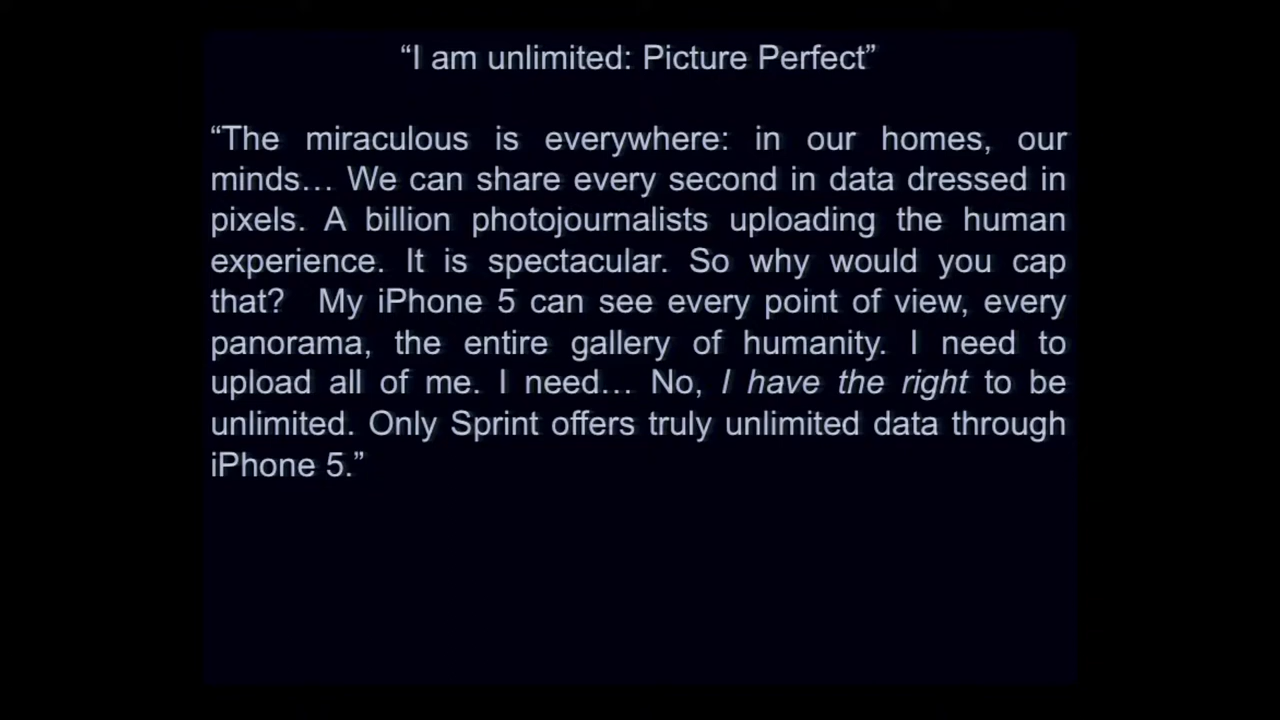 “I am unlimited: Picture Perfect”
“The miraculous is everywhere: in our homes, our
minds… We can share every second in data dressed in
pixels. A billion photojournalists uploading the human
experience. It is spectacular. So why would you cap
that? My iPhone 5 can see every point of view, every
panorama, the entire gallery of humanity. I need to
upload all of me. I need… No, I have the right to be
unlimited. Only Sprint offers truly unlimited data through
iPhone 5.”